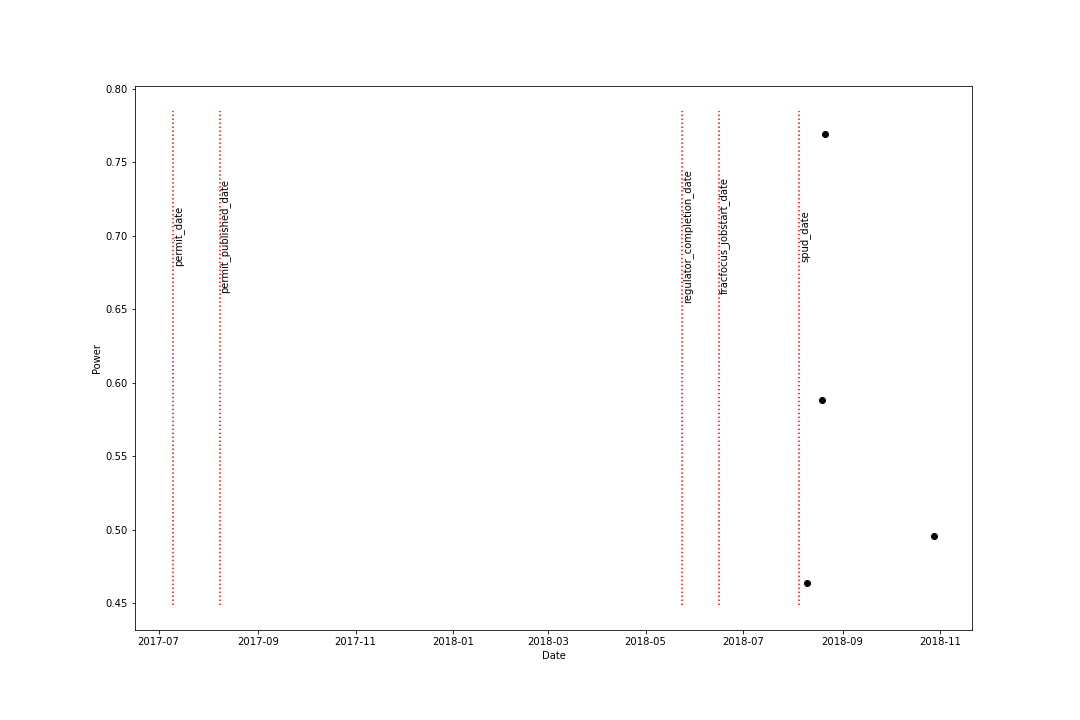 0.80
0.75
0.70
0.65
0.60
0.55
0.50
0.45
Power
permit_date
permit_published_date
regulator_completion_date
fracfocus_jobstart_date
spud_date
2017-07
2017-09
2017-11
2018-01
2018-03
2018-05
2018-07
2018-09
2018-11
Date